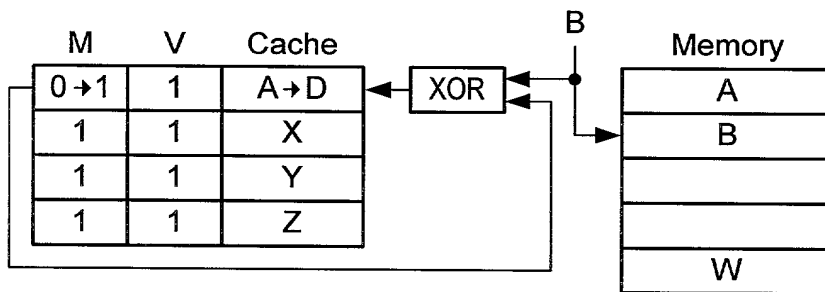 B
M V Cache Memory
0→1 1 A→D XOR A
1 1 X B
1 1 Y
1 1 Z
W